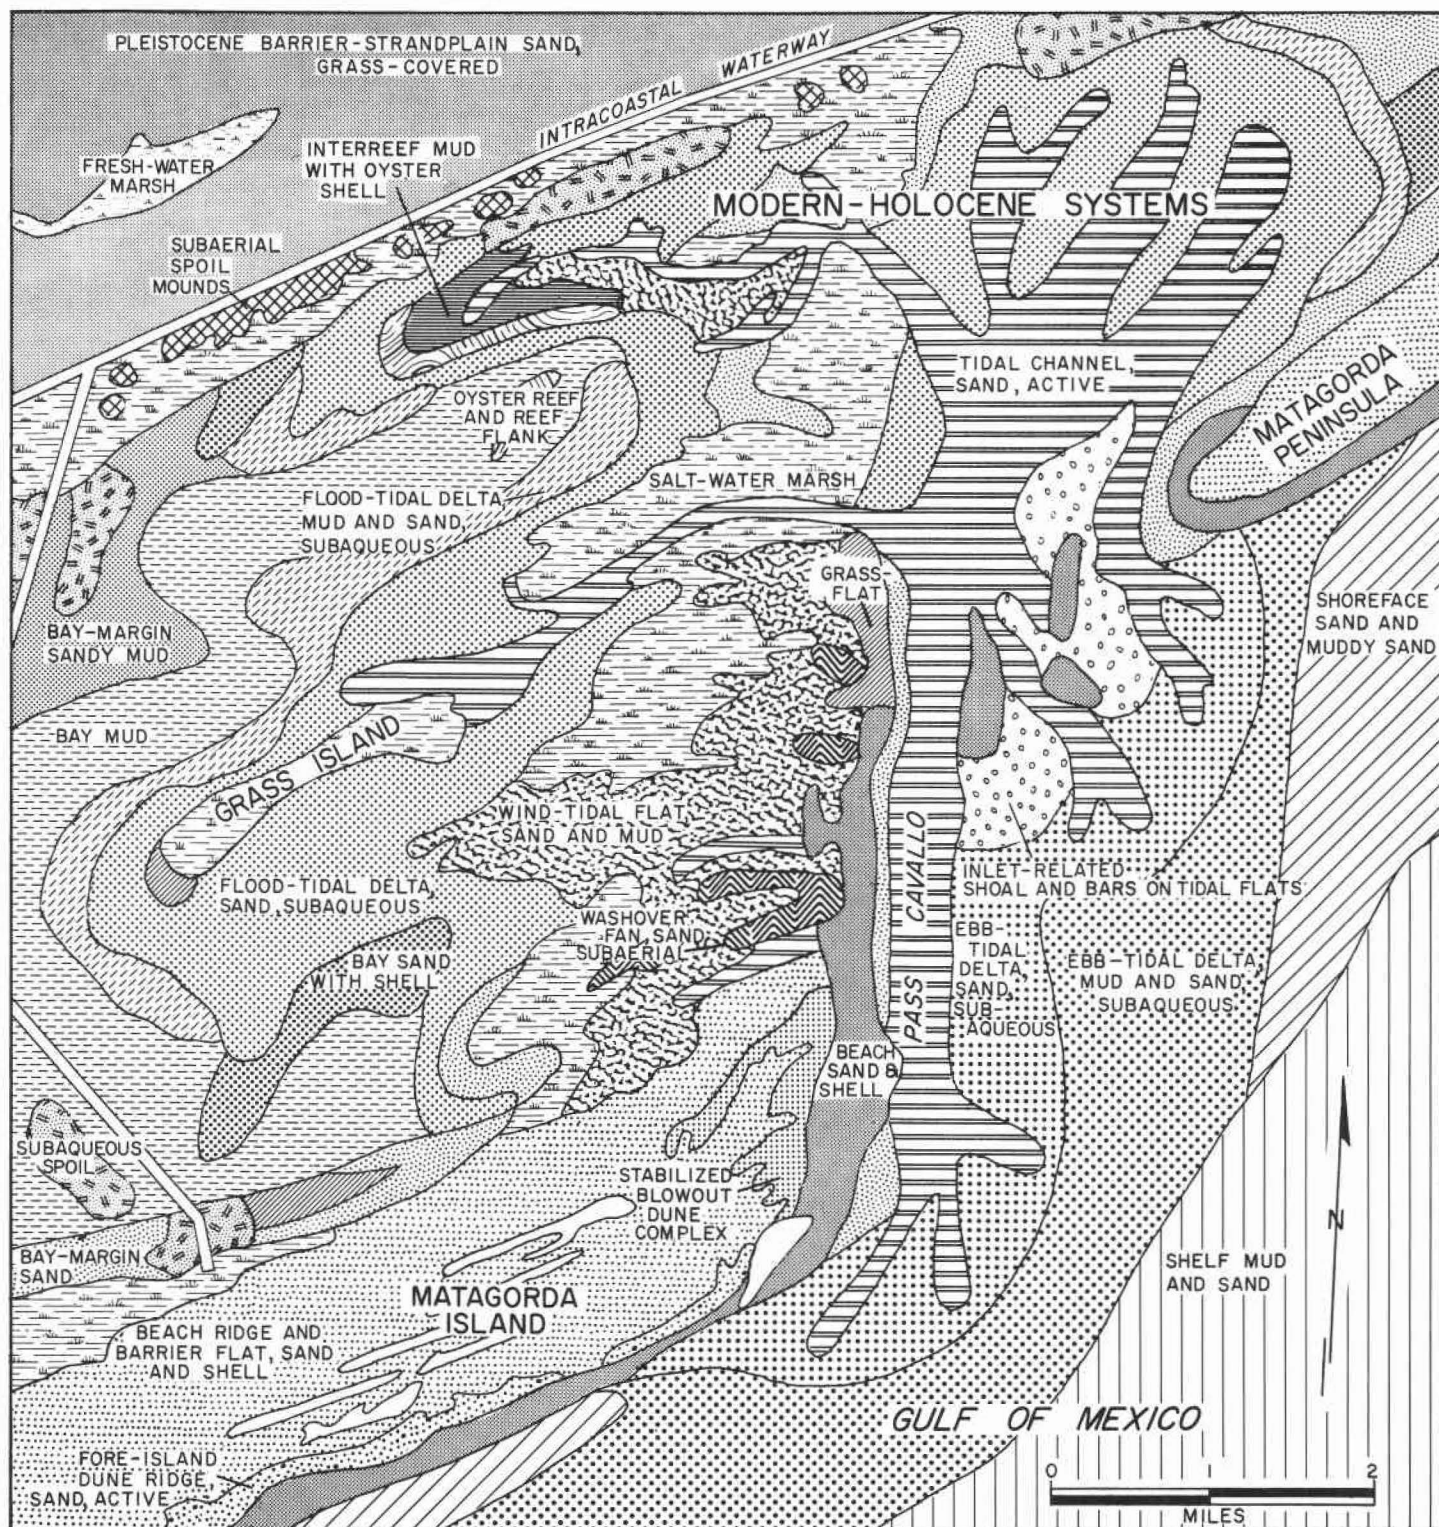 PLEISTOCENE BARRIER-STRANDPLAIN SAND,
GRASS-COVERED
INTRACOASTAL WATERWAY
FRESH-WATER
MARSH
INTERREEF MUD
WITH OYSTER
SHELL
SUBAERIAL
SPOIL
MOUNDS
MODERN-HOLOCENE SYSTEMS
TIDAL CHANNEL,
SAND, ACTIVE
MATAGORDA
PENINSULA
OYSTER REEF
AND REEF
FLANK
SALT-WATER MARSH
FLOOD-TIDAL DELTA,
MUD AND SAND,
SUBAQUEOUS
GRASS-
FLAT
SHOREFACE
SAND AND
MUDDY SAND
BAY-MARGIN
SANDY MUD
BAY MUD
GRASS ISLAND
WIND-TIDAL FLAT,
SAND AND MUD
PASS CAVALLO
INLET-RELATED
SHOAL AND BARS ON TIDAL FLATS
FLOOD-TIDAL DELTA,
SAND, SUBAQUEOUS
WASHOVER
FAN, SAND,
SUBAERIAL
BAY SAND
WITH SHELL
EBB-
TIDAL
DELTA,
SAND,
SUB-
AQUEOUS
EBB-TIDAL DELTA,
MUD AND SAND,
SUBAQUEOUS
BEACH
SAND &
SHELL
SUBAQUEOUS
SPOIL
STABILIZED
BLOWOUT
DUNE
COMPLEX
BAY-MARGIN
SAND
N
SHELF MUD
AND SAND
MATAGORDA
ISLAND
BEACH RIDGE AND
BARRIER FLAT, SAND
AND SHELL
GULF OF MEXICO
FORE-ISLAND
DUNE RIDGE,
SAND, ACTIVE
0 1 2
MILES